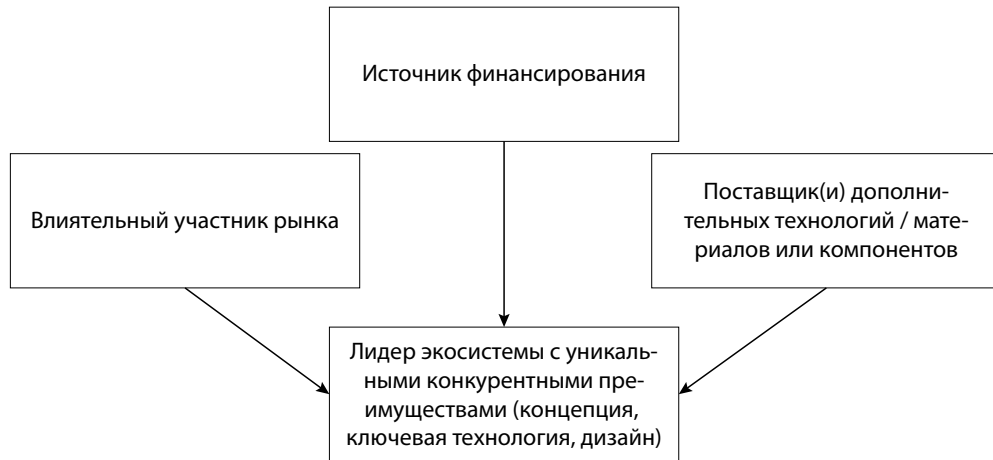 Источник финансирования
Влиятельный участник рынка
Поставщик(и) дополни-
тельных технологий / мате-
риалов или компонентов
Лидер экосистемы с уникаль-
ными конкурентными пре-
имуществами (концепция,
ключевая технология, дизайн)